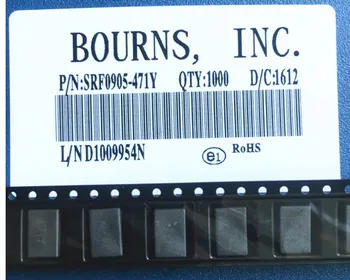 BOURNS, INC.
P/N:SRF0905-471Y QTY:1000 D/C:1612
L/N D1009954N e1 RoHS